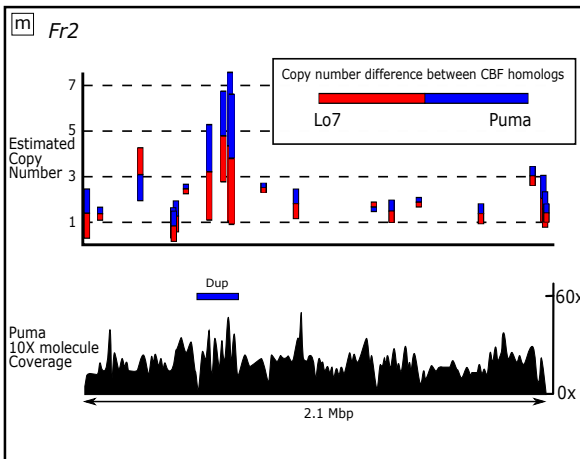 m Fr2
Copy number difference between CBF homologs
Lo7 Puma
Estimated
Copy
Number
7
5
3
1
Dup
Puma
10X molecule
Coverage
60x
0x
2.1 Mbp